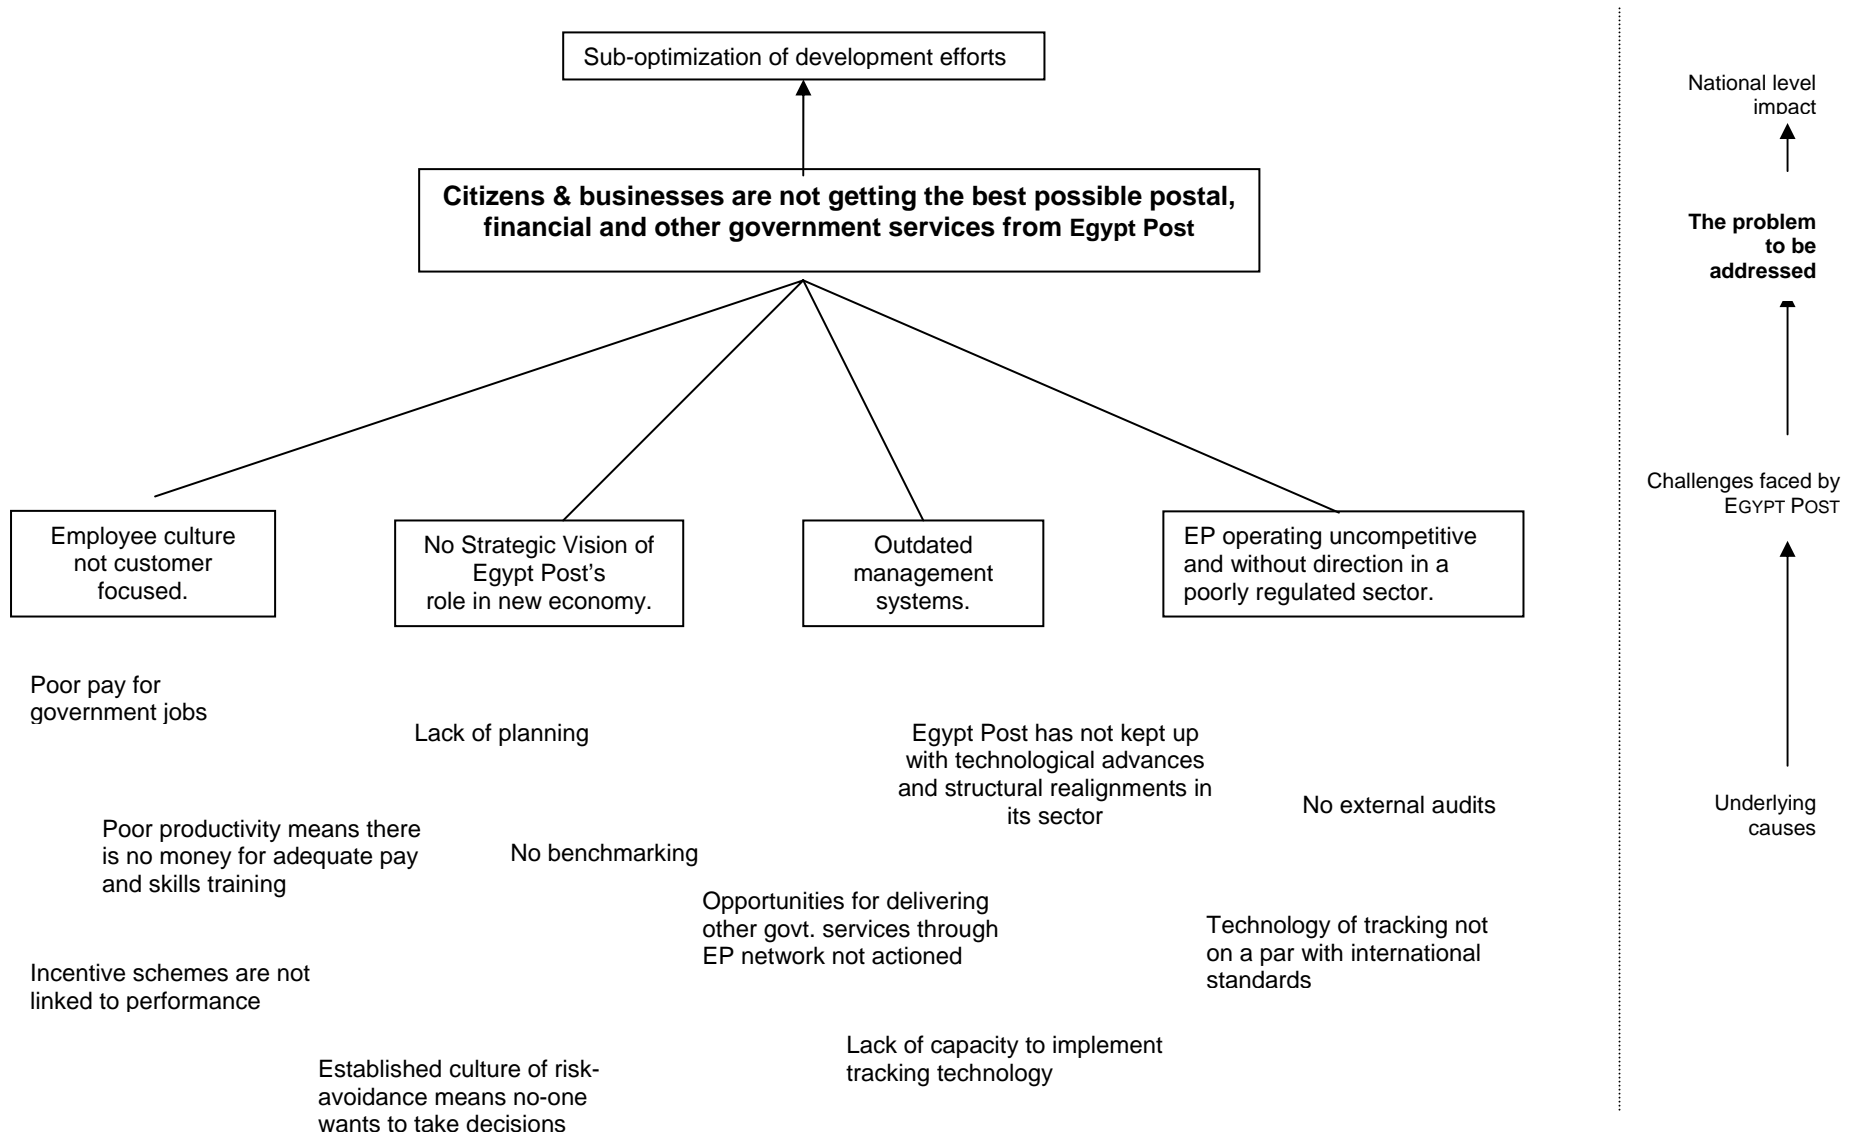 Sub-optimization of development efforts
Citizens & businesses are not getting the best possible postal,
financial and other government services from Egypt Post
Employee culture
not customer
focused.
No Strategic Vision of
Egypt Post’s
role in new economy.
Outdated
management
systems.
EP operating uncompetitive
and without direction in a
poorly regulated sector.
Poor pay for
government jobs
Lack of planning
Egypt Post has not kept up
with technological advances
and structural realignments in
its sector
No external audits
Poor productivity means there
is no money for adequate pay
and skills training
No benchmarking
Opportunities for delivering
other govt. services through
EP network not actioned
Technology of tracking not
on a par with international
standards
Incentive schemes are not
linked to performance
Lack of capacity to implement
tracking technology
Established culture of risk-
avoidance means no-one
wants to take decisions
National level
impact
The problem
to be
addressed
Challenges faced by
EGYPT POST
Underlying
causes